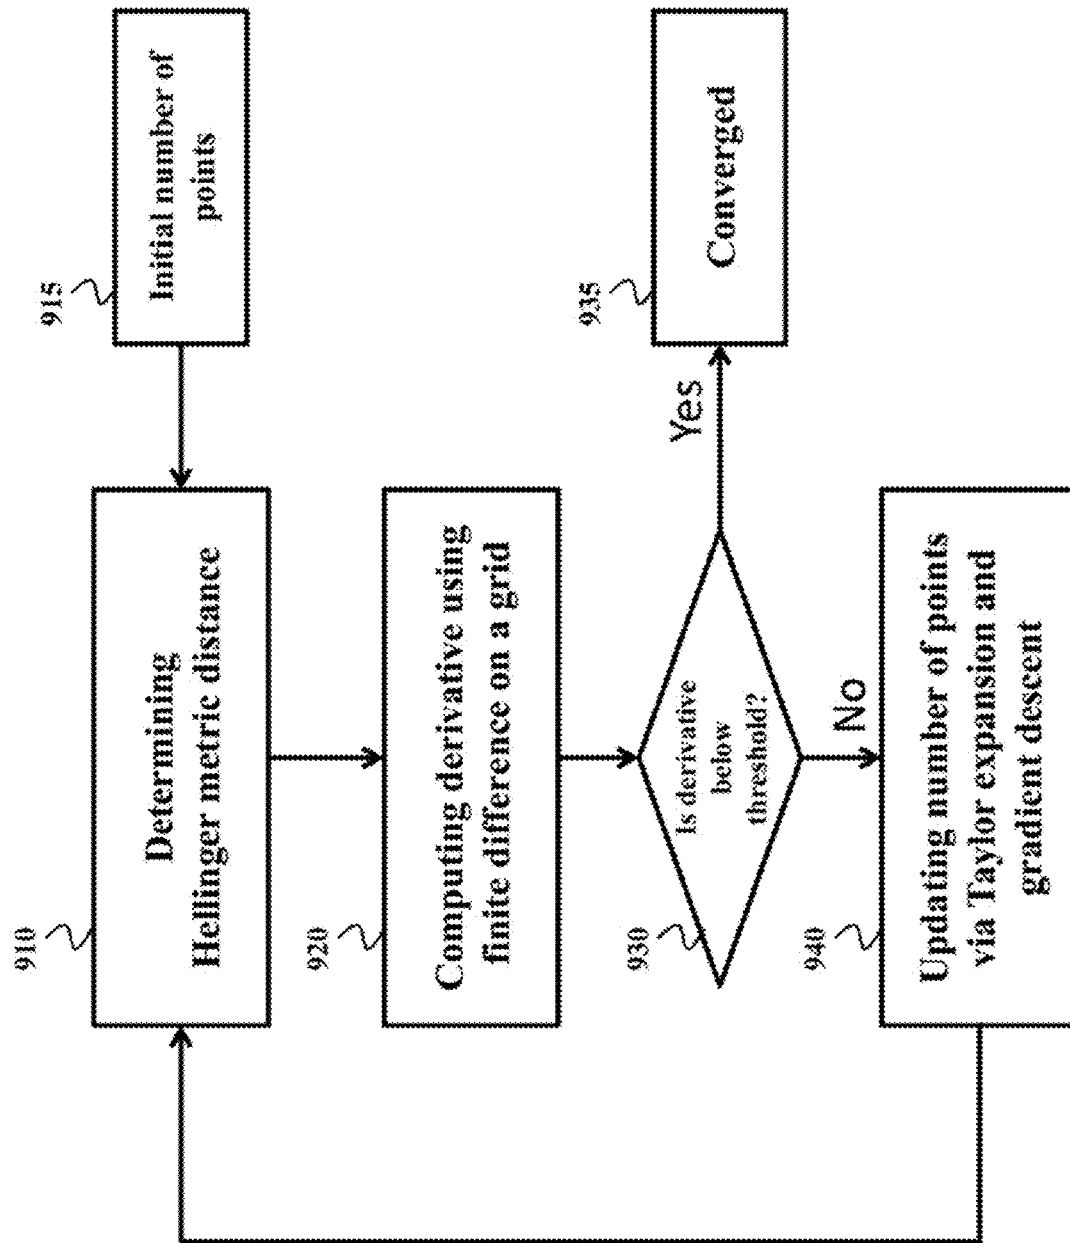 915
Initial number of
points
910
Determining
Hellinger metric distance
920
Computing derivative using
finite difference on a grid
930
Is derivative
below
threshold?
Yes
935
Converged
No
940
Updating number of points
via Taylor expansion and
gradient descent